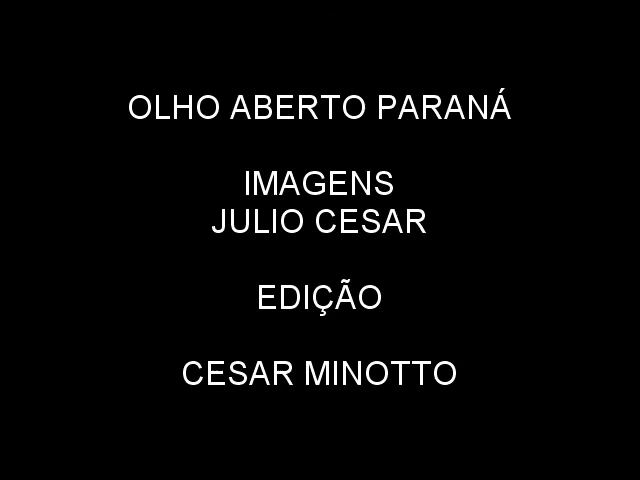 OLHO ABERTO PARANÁ
IMAGENS
JULIO CESAR
EDIÇÃO
CESAR MINOTTO